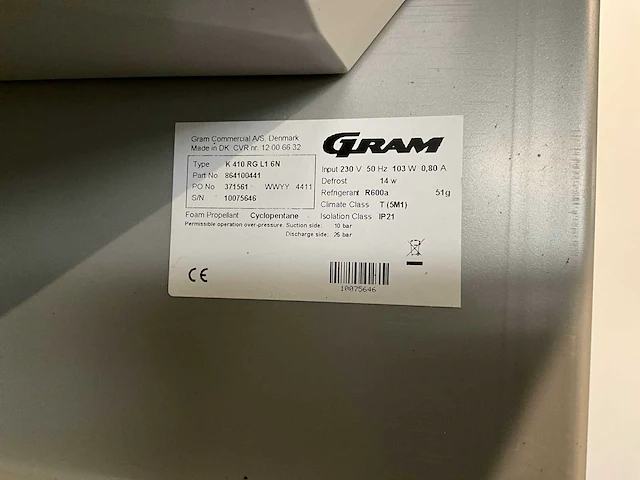 Gram Commercial A/S, Denmark
Made in DK. CVR nr. 12 00 66 32
GRAM
Type K 410 RG L1 6N
Part No 864100441
PO No 371561 WWYY 4411
S/N 10075646
Input 230 V 50 Hz 103 W 0,80 A
Defrost 14 w
Refrigerant R600a 51g
Climate Class T (5M1)
Foam Propellant Cyclopentane Isolation Class IP21
Permissible operation over-pressure. Suction side: 10 bar
Discharge side: 25 bar
CE
10075646